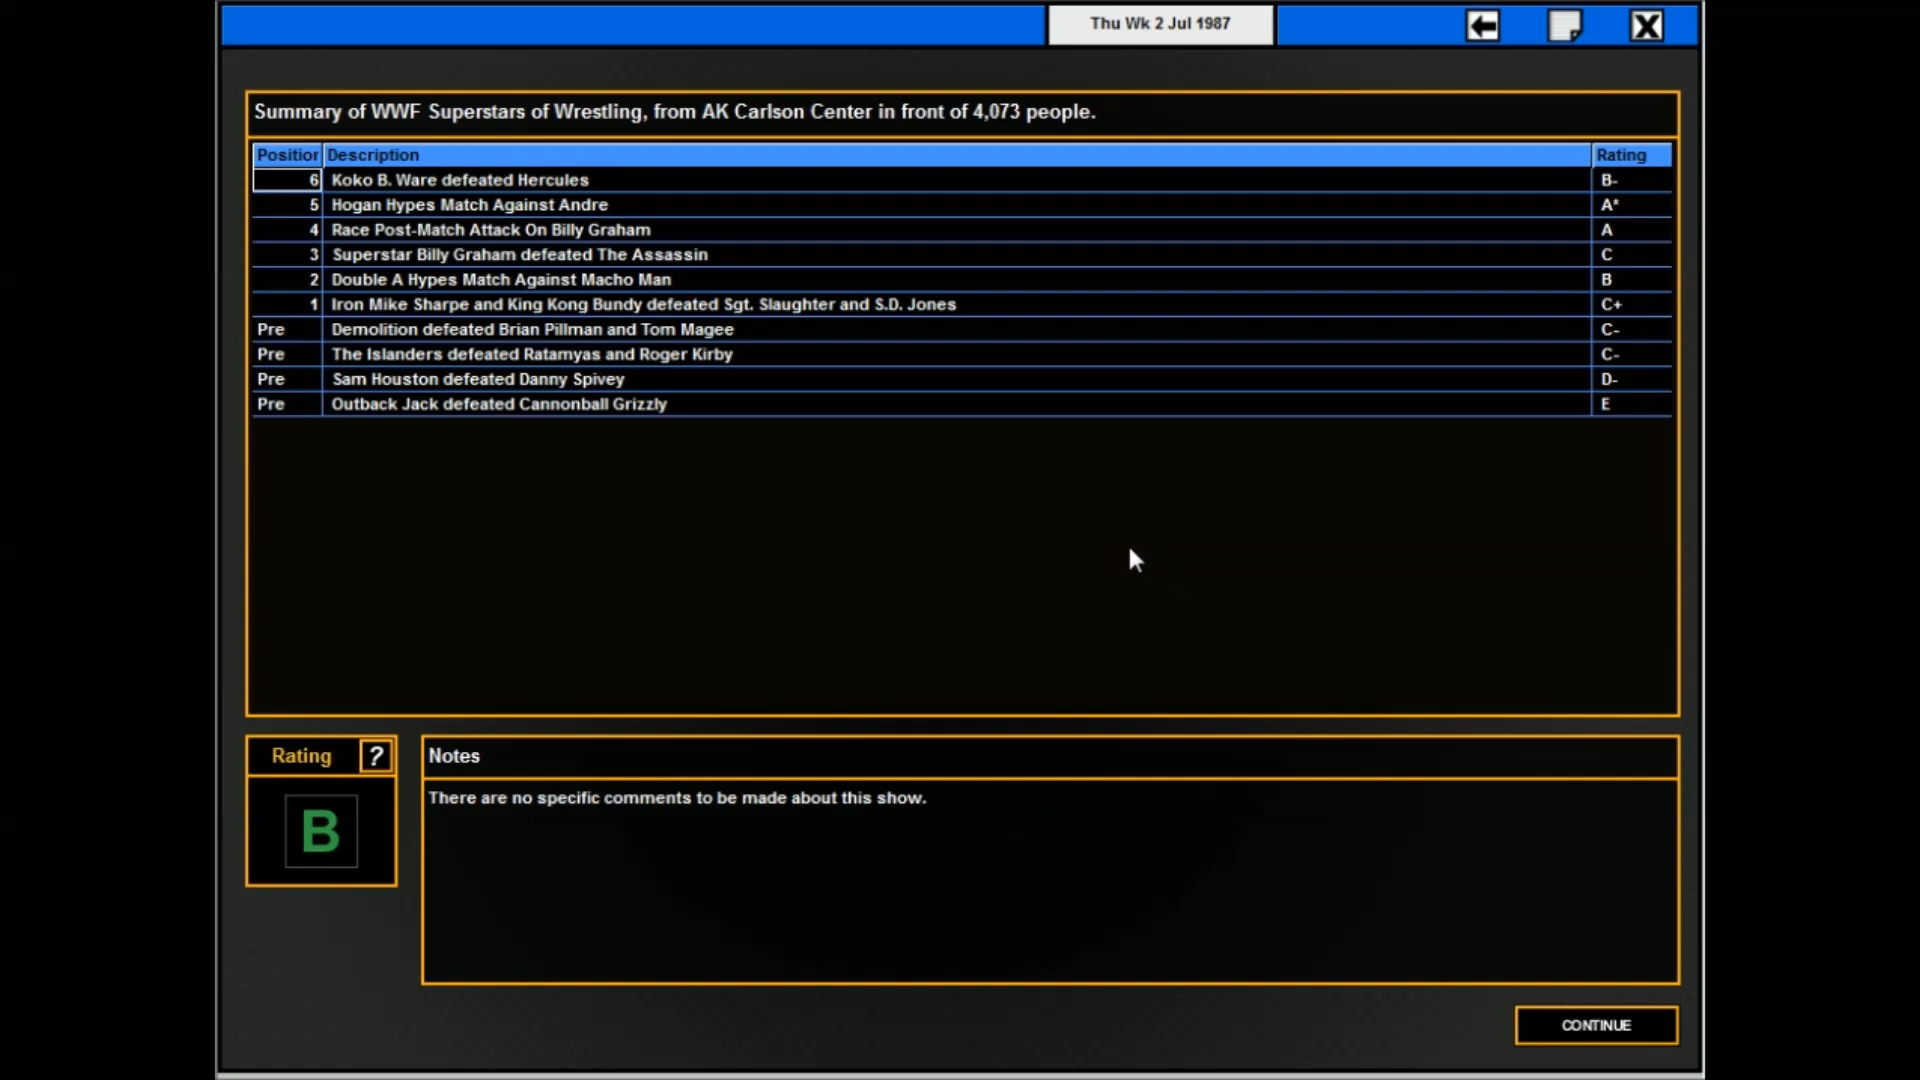 Thu Wk 2 Jul 1987
Summary of WWF Superstars of Wrestling, from AK Carlson Center in front of 4,073 people.
Position Description Rating
6 Koko B. Ware defeated Hercules B-
5 Hogan Hypes Match Against Andre A*
4 Race Post-Match Attack On Billy Graham A
3 Superstar Billy Graham defeated The Assassin C
2 Double A Hypes Match Against Macho Man B
1 Iron Mike Sharpe and King Kong Bundy defeated Sgt. Slaughter and S.D. Jones C+
Pre Demolition defeated Brian Pillman and Tom Magee C-
Pre The Islanders defeated Ratamyas and Roger Kirby C-
Pre Sam Houston defeated Danny Spivey D-
Pre Outback Jack defeated Cannonball Grizzly E
Rating ?
B
Notes
There are no specific comments to be made about this show.
CONTINUE